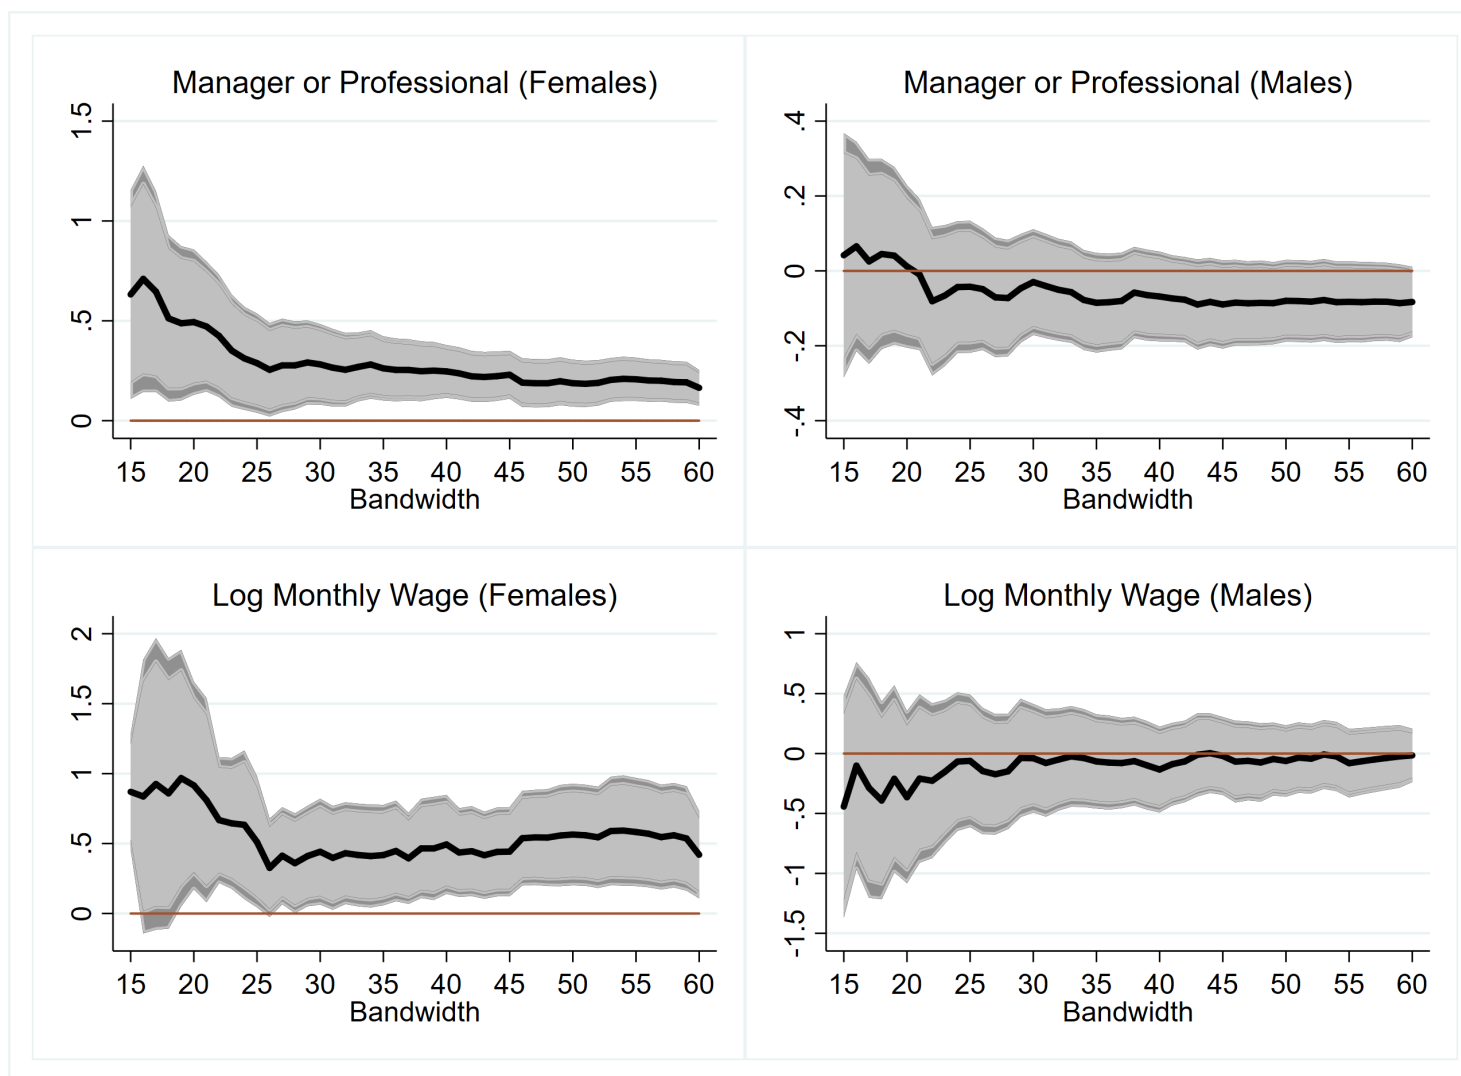 Manager or Professional (Females)
1.5
1
.5
0
15 20 25 30 35 40 45 50 55 60
Bandwidth
Manager or Professional (Males)
.4
.2
0
-.2
-.4
15 20 25 30 35 40 45 50 55 60
Bandwidth
Log Monthly Wage (Females)
2
1.5
1
.5
0
15 20 25 30 35 40 45 50 55 60
Bandwidth
Log Monthly Wage (Males)
1
.5
0
-.5
-1
-1.5
15 20 25 30 35 40 45 50 55 60
Bandwidth